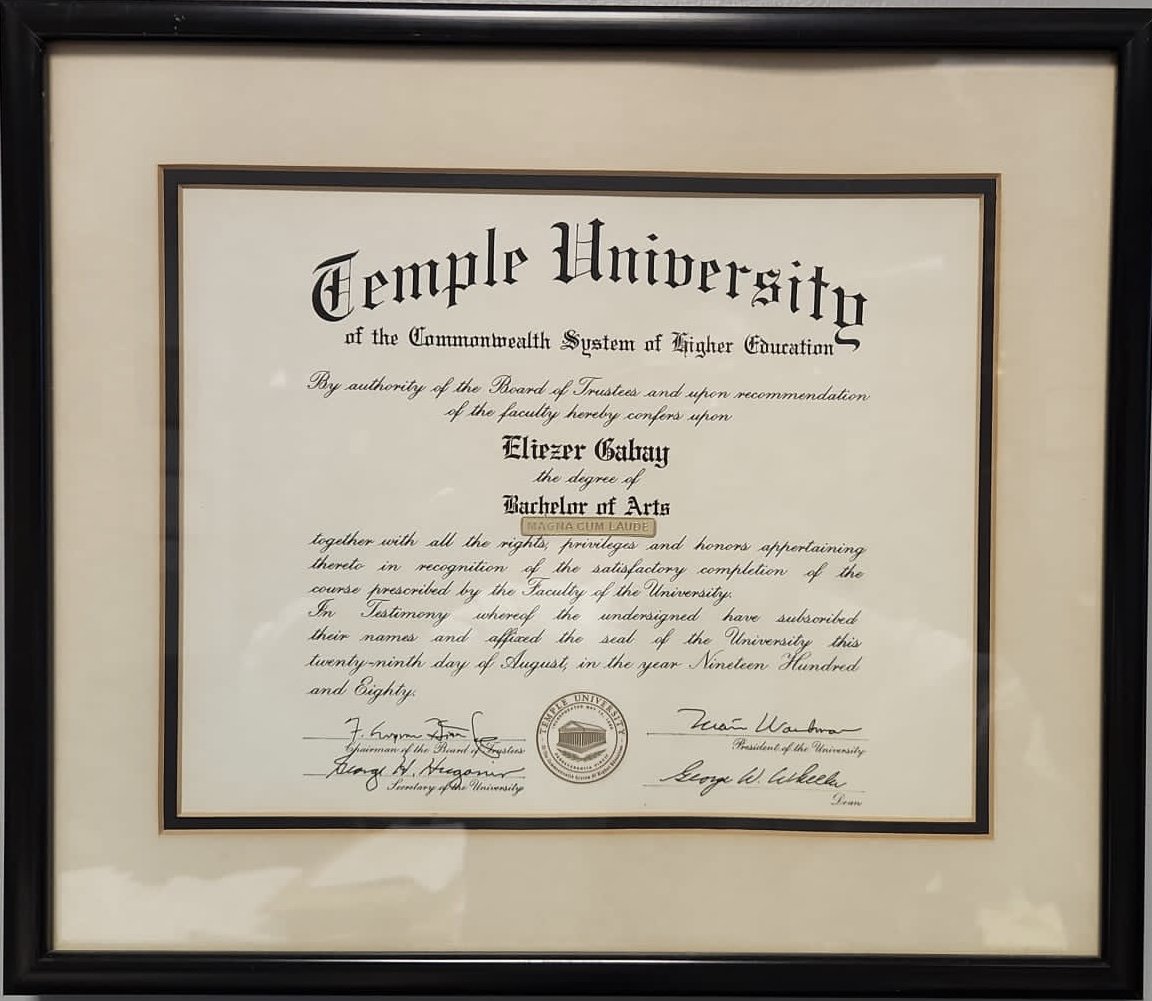 Temple University
of the Commonwealth System of Higher Education
By authority of the Board of Trustees and upon recommendation
of the faculty hereby confers upon
Eliezer Gabay
the degree of
Bachelor of Arts
MAGNA CUM LAUDE
together with all the rights, privileges and honors appertaining
thereto in recognition of the satisfactory completion of the
course prescribed by the Faculty of the University.
In Testimony whereof the undersigned have subscribed
their names and affixed the seal of the University this
twenty-ninth day of August, in the year Nineteen Hundred
and Eighty.
Chairman of the Board of Trustees
George H.
Secretary of the University
TEMPLE UNIVERSITY
President of the University
George W. Wheeler
Dean